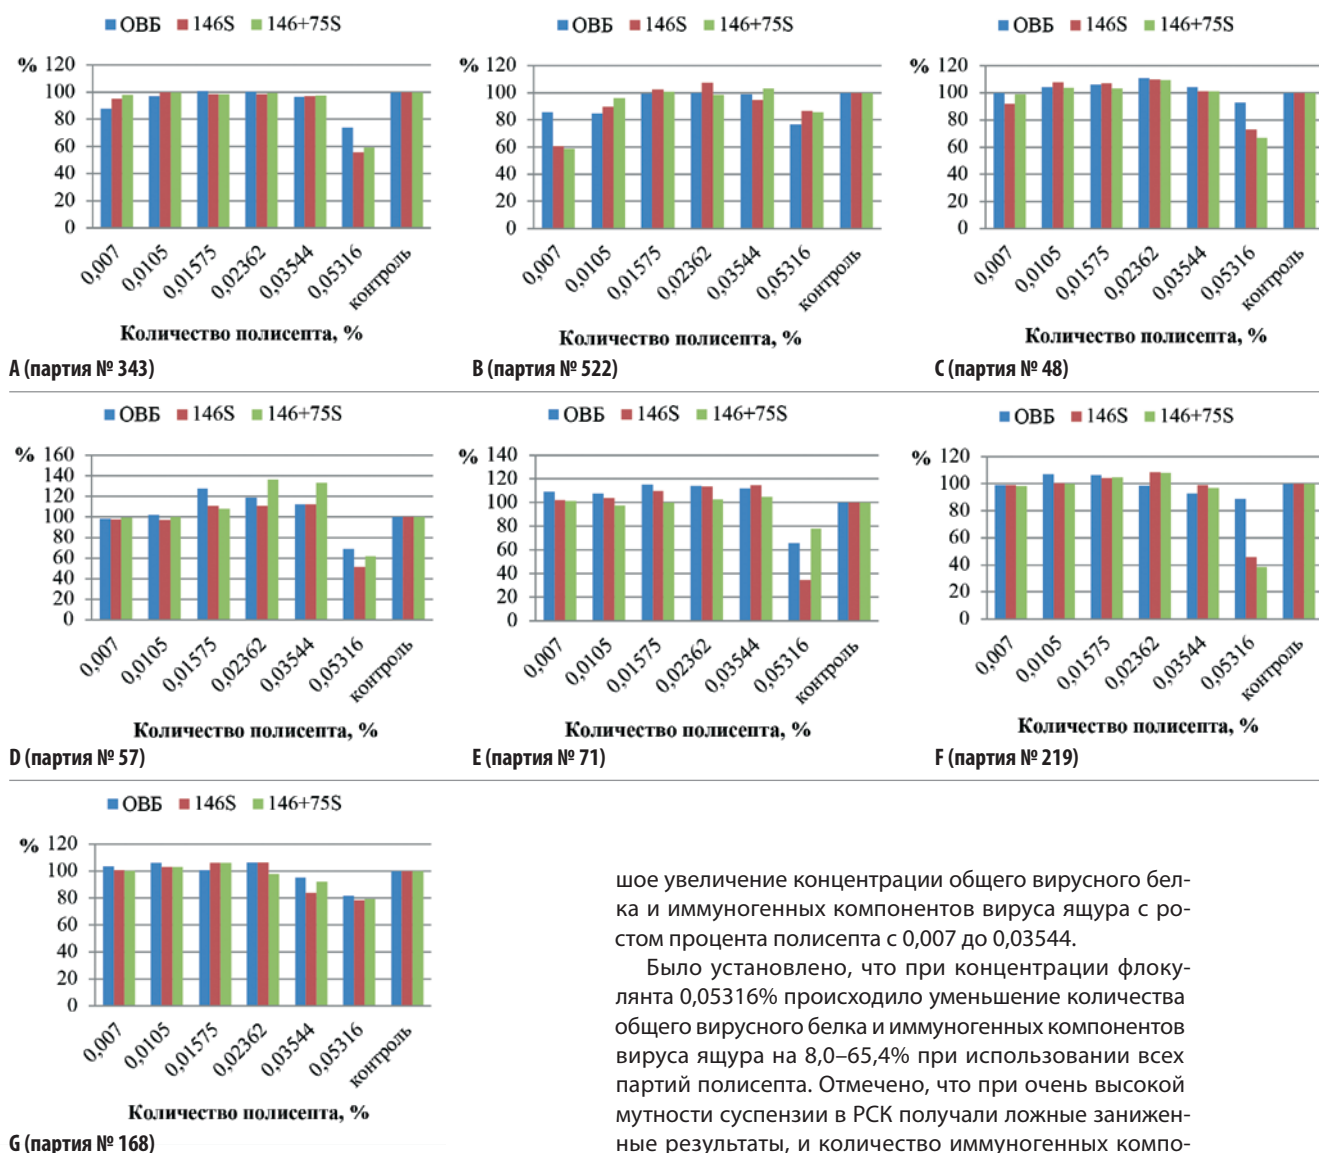 ОВБ 146S 146+75S
% 120
100
80
60
40
20
0
0,007 0,0105 0,01575 0,02362 0,03544 0,05316 контроль
Количество полисепта, %
A (партия № 343)
ОВБ 146S 146+75S
% 120
100
80
60
40
20
0
0,007 0,0105 0,01575 0,02362 0,03544 0,05316 контроль
Количество полисепта, %
B (партия № 522)
ОВБ 146S 146+75S
% 120
100
80
60
40
20
0
0,007 0,0105 0,01575 0,02362 0,03544 0,05316 контроль
Количество полисепта, %
C (партия № 48)
ОВБ 146S 146+75S
% 160
140
120
100
80
60
40
20
0
0,007 0,0105 0,01575 0,02362 0,03544 0,05316 контроль
Количество полисепта, %
D (партия № 57)
ОВБ 146S 146+75S
% 140
120
100
80
60
40
20
0
0,007 0,0105 0,01575 0,02362 0,03544 0,05316 контроль
Количество полисепта, %
E (партия № 71)
ОВБ 146S 146+75S
% 120
100
80
60
40
20
0
0,007 0,0105 0,01575 0,02362 0,03544 0,05316 контроль
Количество полисепта, %
F (партия № 219)
ОВБ 146S 146+75S
% 120
100
80
60
40
20
0
0,007 0,0105 0,01575 0,02362 0,03544 0,05316 контроль
Количество полисепта, %
G (партия № 168)
шое увеличение концентрации общего вирусного бел-
ка и иммуногенных компонентов вируса ящура с ро-
стом процента полисепта с 0,007 до 0,03544.
Было установлено, что при концентрации флоку-
лянта 0,05316% происходило уменьшение количества
общего вирусного белка и иммуногенных компонентов
вируса ящура на 8,0–65,4% при использовании всех
партий полисепта. Отмечено, что при очень высокой
мутности суспензии в РСК получали ложные занижен-
ные результаты, и количество иммуногенных компо-